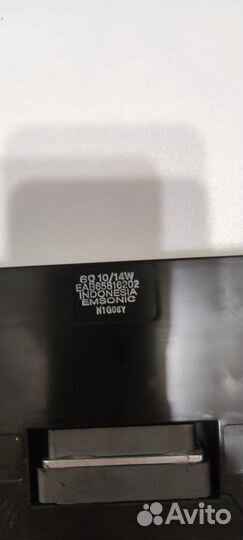 6Ω 10/14W
EAB65816202
INDONESIA
EMSONIC
N1G08Y
Avito